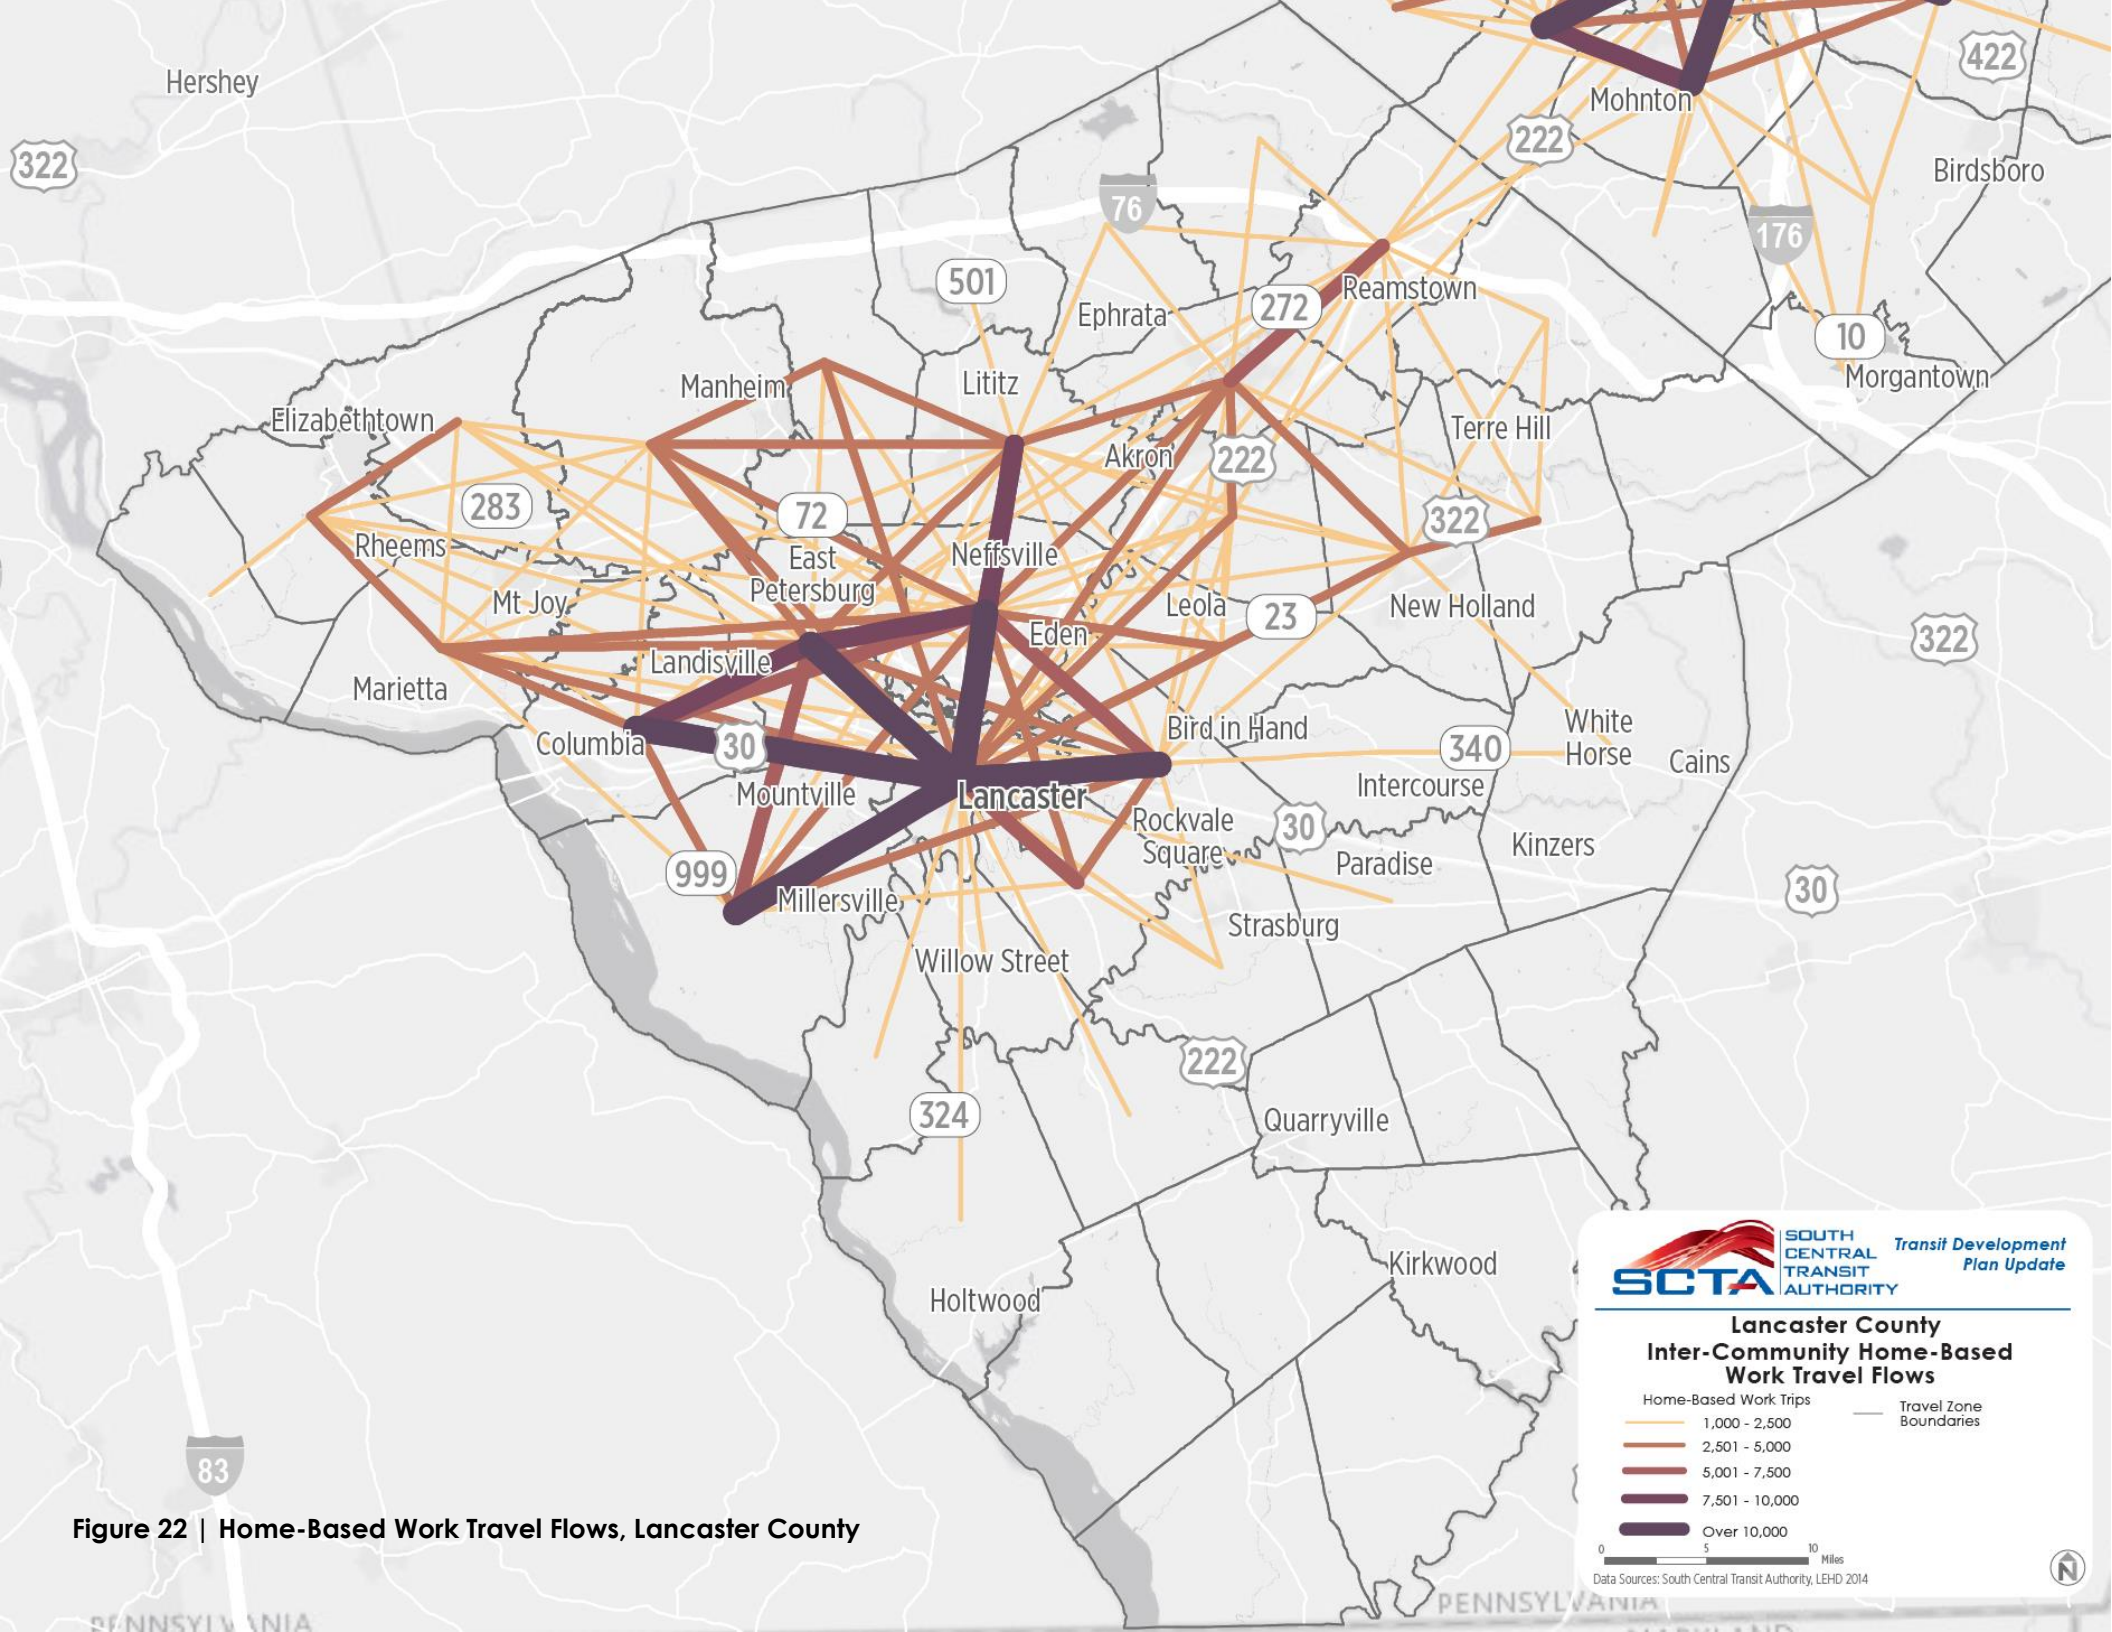 Hershey
422
Mohnton
322
222
Birdsboro
76
176
501
Reamstown
Ephrata
272
10
Manheim
Lititz
Morgantown
Elizabethtown
Terre Hill
Akron
222
283
72
322
Rheems
East
Petersburg
Neffsville
Mt Joy
Leola
23
New Holland
Eden
322
Landisville
Marietta
Bird in Hand
White
Horse
Columbia
30
340
Cains
Intercourse
Mountville
Lancaster
Rockvale
Square
30
Kinzers
Paradise
999
30
Millersville
Strasburg
Willow Street
222
324
Quarryville
Kirkwood
Holtwood
83
SCTA
SOUTH
CENTRAL
TRANSIT
AUTHORITY
Transit Development
Plan Update
Lancaster County
Inter-Community Home-Based
Work Travel Flows
Home-Based Work Trips
1,000 - 2,500
2,501 - 5,000
5,001 - 7,500
7,501 - 10,000
Over 10,000
Travel Zone
Boundaries
0 5 10
Miles
N
Data Sources: South Central Transit Authority, LEHD 2014
Figure 22 | Home-Based Work Travel Flows, Lancaster County
PENNSYLVANIA
PENNSYLVANIA
MARYLAND